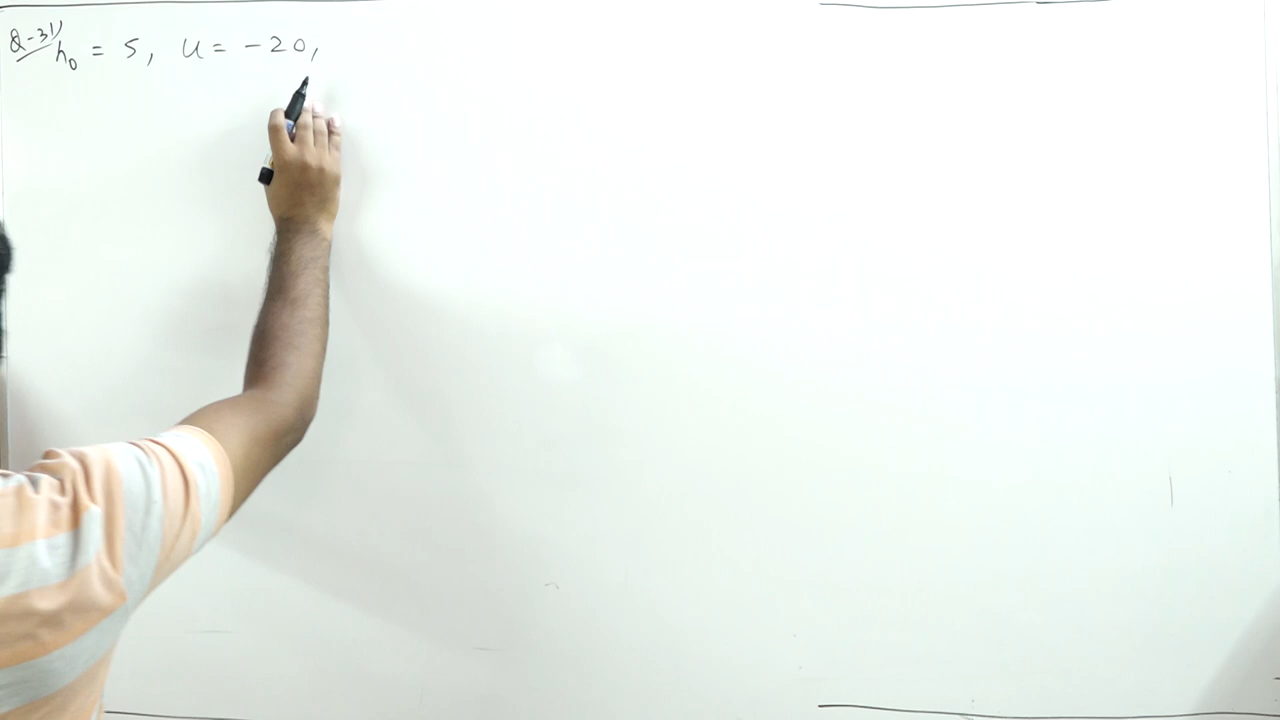 Q-31) h₀ = 5, u = -20,